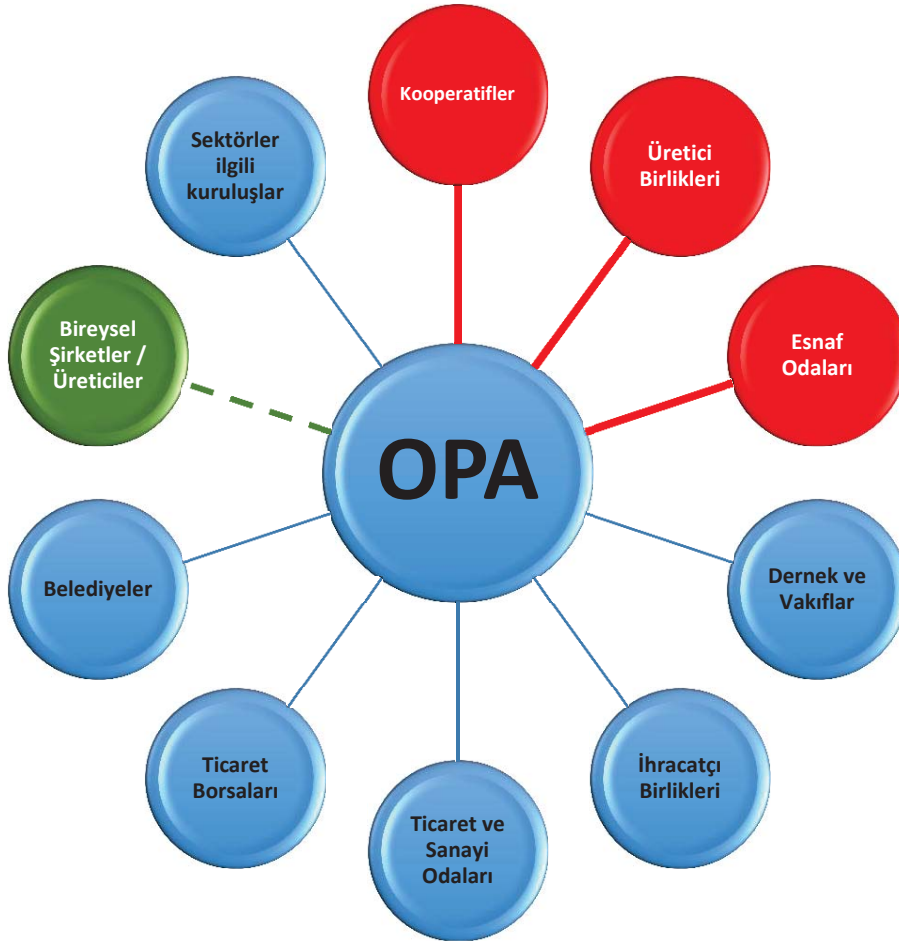 Kooperatifler
Üretici
Birlikleri
Esnaf
Odaları
Dernek ve
Vakıflar
İhracatçı
Birlikleri
Ticaret ve
Sanayi
Odaları
Ticaret
Borsaları
Belediyeler
Bireysel
Şirketler /
Üreticiler
Sektörler
ilgili
kuruluşlar
OPA